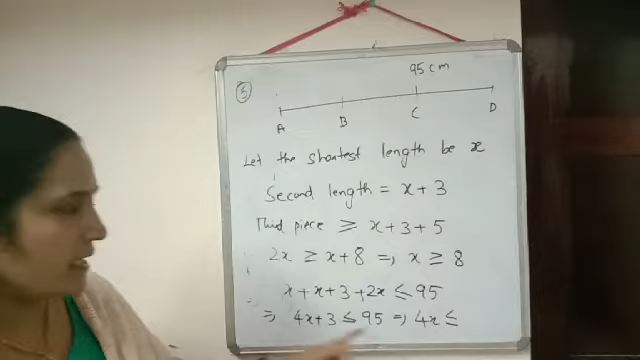 5
95 cm
A B C D
Let the shortest length be x
Second length = x + 3
Third piece ≥ x + 3 + 5
2x ≥ x + 8 ⇒ x ≥ 8
x + x + 3 + 2x ≤ 95
⇒ 4x + 3 ≤ 95 ⇒ 4x ≤